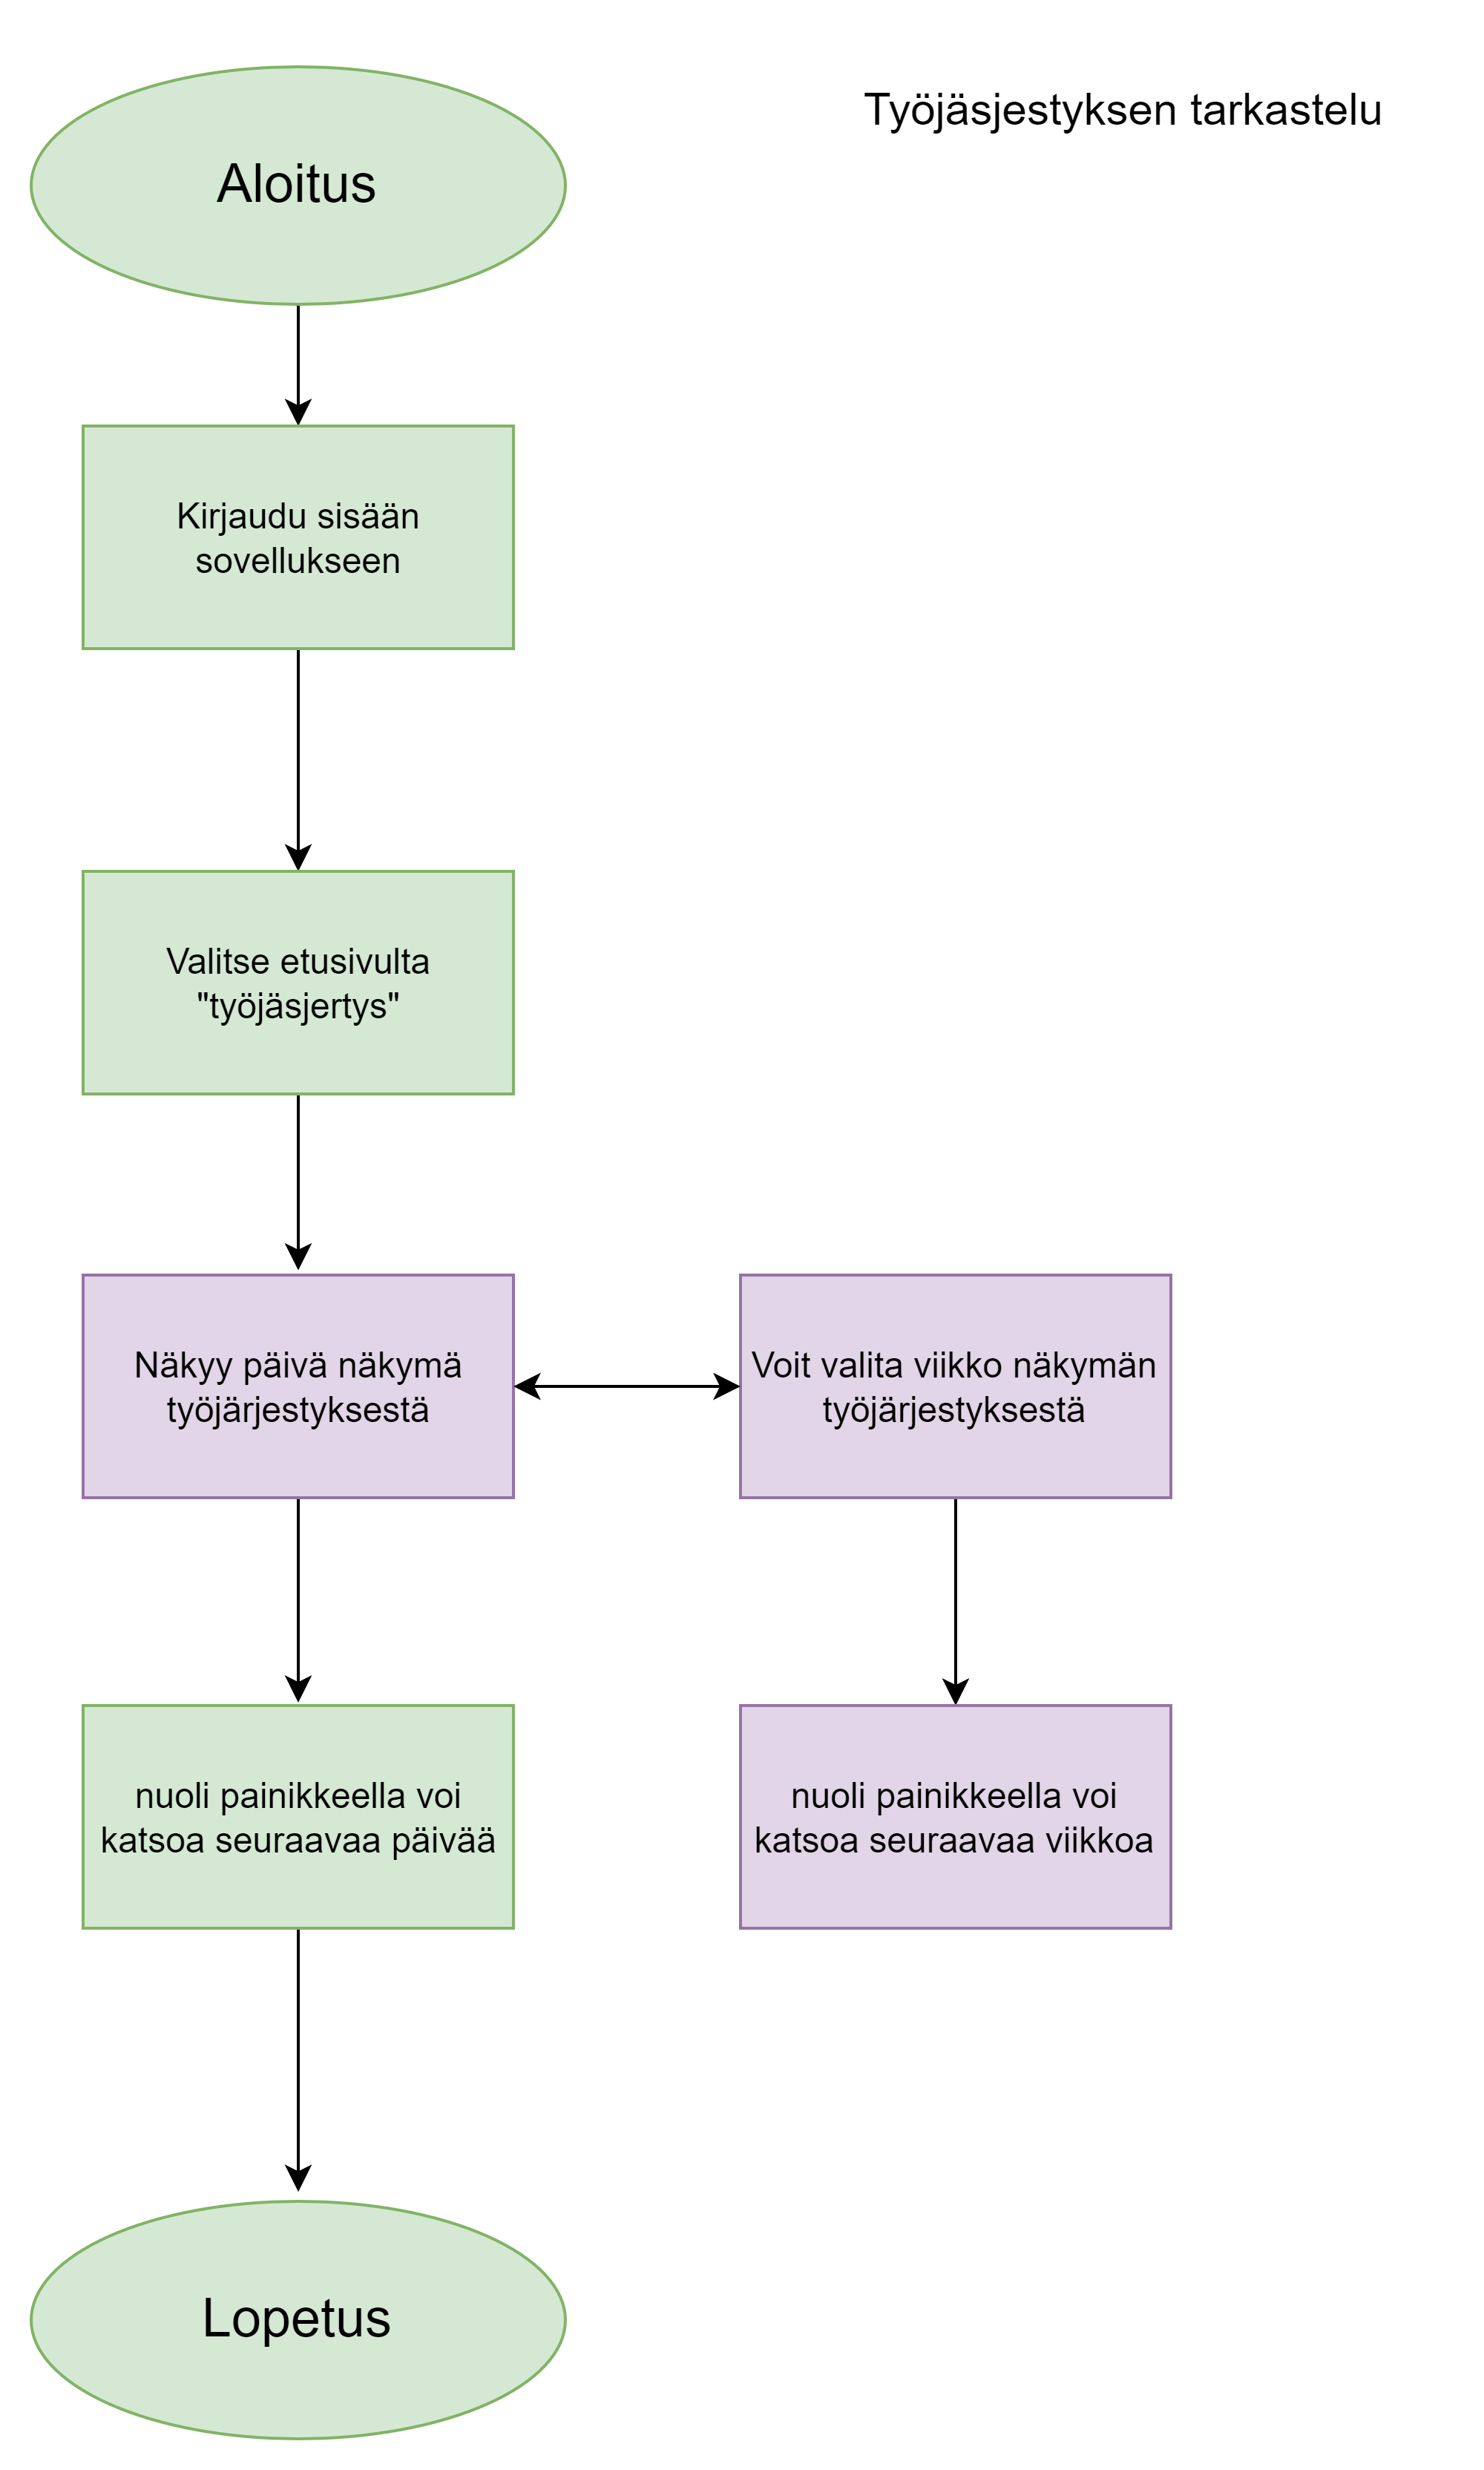 Työjäsjestyksen tarkastelu
Aloitus
Kirjaudu sisään
sovellukseen
Valitse etusivulta
"työjäsjertys"
Näkyy päivä näkymä
työjärjestyksestä
Voit valita viikko näkymän
työjärjestyksestä
nuoli painikkeella voi
katsoa seuraavaa päivää
nuoli painikkeella voi
katsoa seuraavaa viikkoa
Lopetus